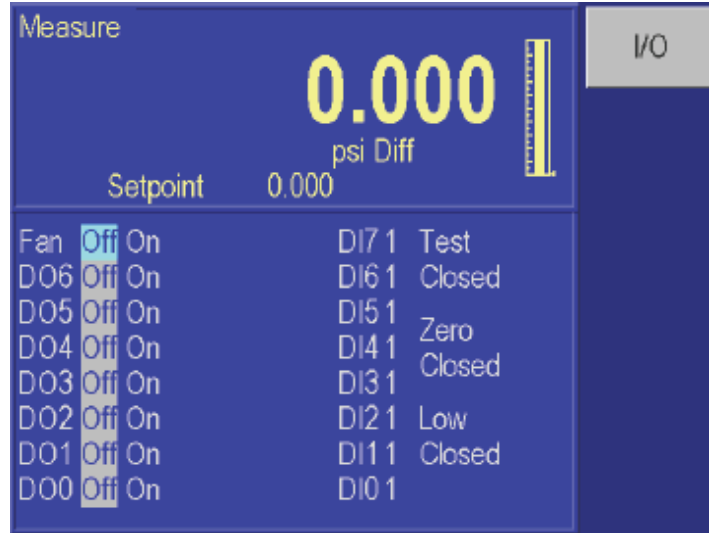 Measure
I/O
0.000
psi Diff
Setpoint 0.000
Fan Off On DI7 1 Test
DO6 Off On DI6 1 Closed
DO5 Off On DI5 1
Zero
DO4 Off On DI4 1
Closed
DO3 Off On DI3 1
DO2 Off On DI2 1 Low
DO1 Off On DI1 1 Closed
DO0 Off On DI0 1